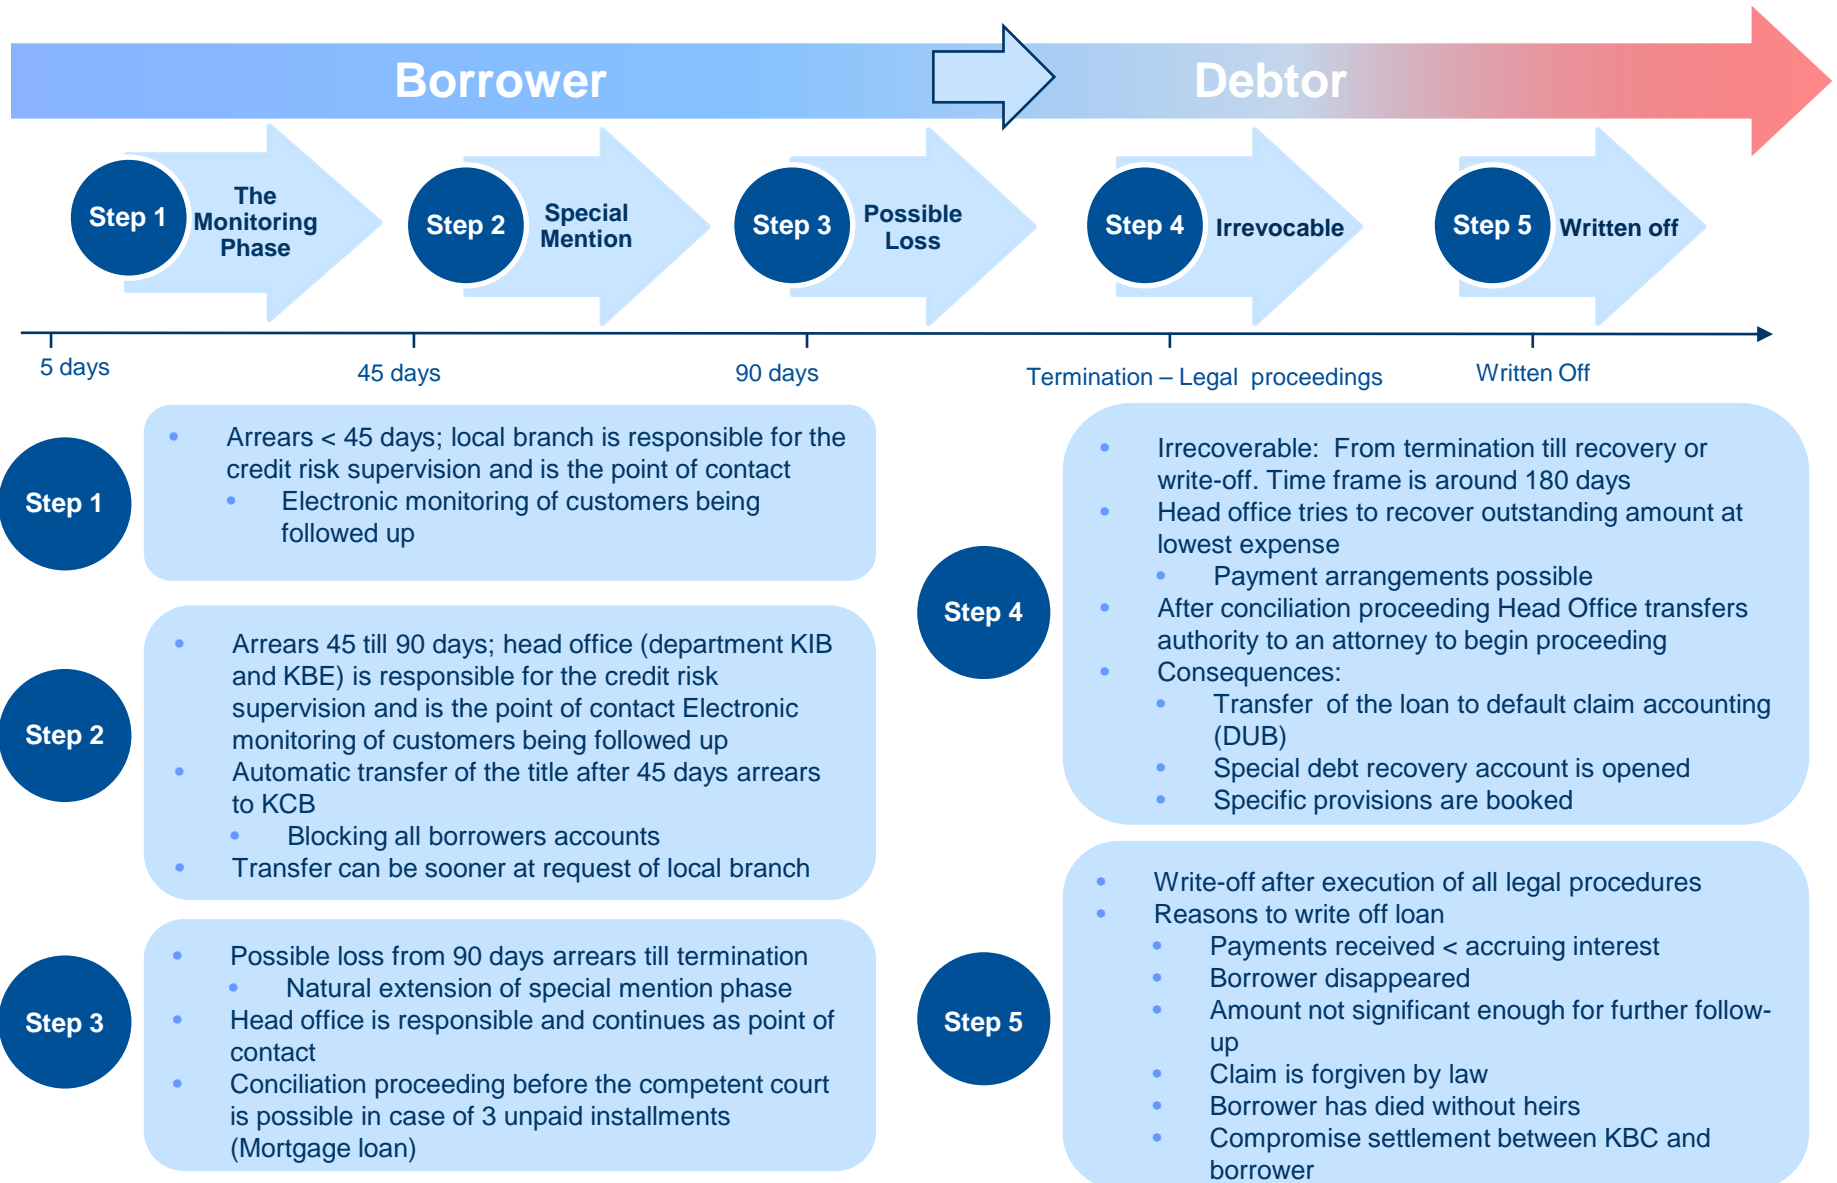 Borrower
Debtor
Step 1
The
Monitoring
Phase
Step 2
Special
Mention
Step 3
Possible
Loss
Step 4
Irrevocable
Step 5
Written off
5 days
45 days
90 days
Termination – Legal proceedings
Written Off
Step 1
• Arrears < 45 days; local branch is responsible for the
credit risk supervision and is the point of contact
• Electronic monitoring of customers being
followed up
Step 2
• Arrears 45 till 90 days; head office (department KIB
and KBE) is responsible for the credit risk
supervision and is the point of contact Electronic
monitoring of customers being followed up
• Automatic transfer of the title after 45 days arrears
to KCB
• Blocking all borrowers accounts
• Transfer can be sooner at request of local branch
Step 3
• Possible loss from 90 days arrears till termination
• Natural extension of special mention phase
• Head office is responsible and continues as point of
contact
• Conciliation proceeding before the competent court
is possible in case of 3 unpaid installments
(Mortgage loan)
Step 4
• Irrecoverable: From termination till recovery or
write-off. Time frame is around 180 days
• Head office tries to recover outstanding amount at
lowest expense
• Payment arrangements possible
• After conciliation proceeding Head Office transfers
authority to an attorney to begin proceeding
• Consequences:
• Transfer of the loan to default claim accounting
(DUB)
• Special debt recovery account is opened
• Specific provisions are booked
Step 5
• Write-off after execution of all legal procedures
• Reasons to write off loan
• Payments received < accruing interest
• Borrower disappeared
• Amount not significant enough for further follow-
up
• Claim is forgiven by law
• Borrower has died without heirs
• Compromise settlement between KBC and
borrower